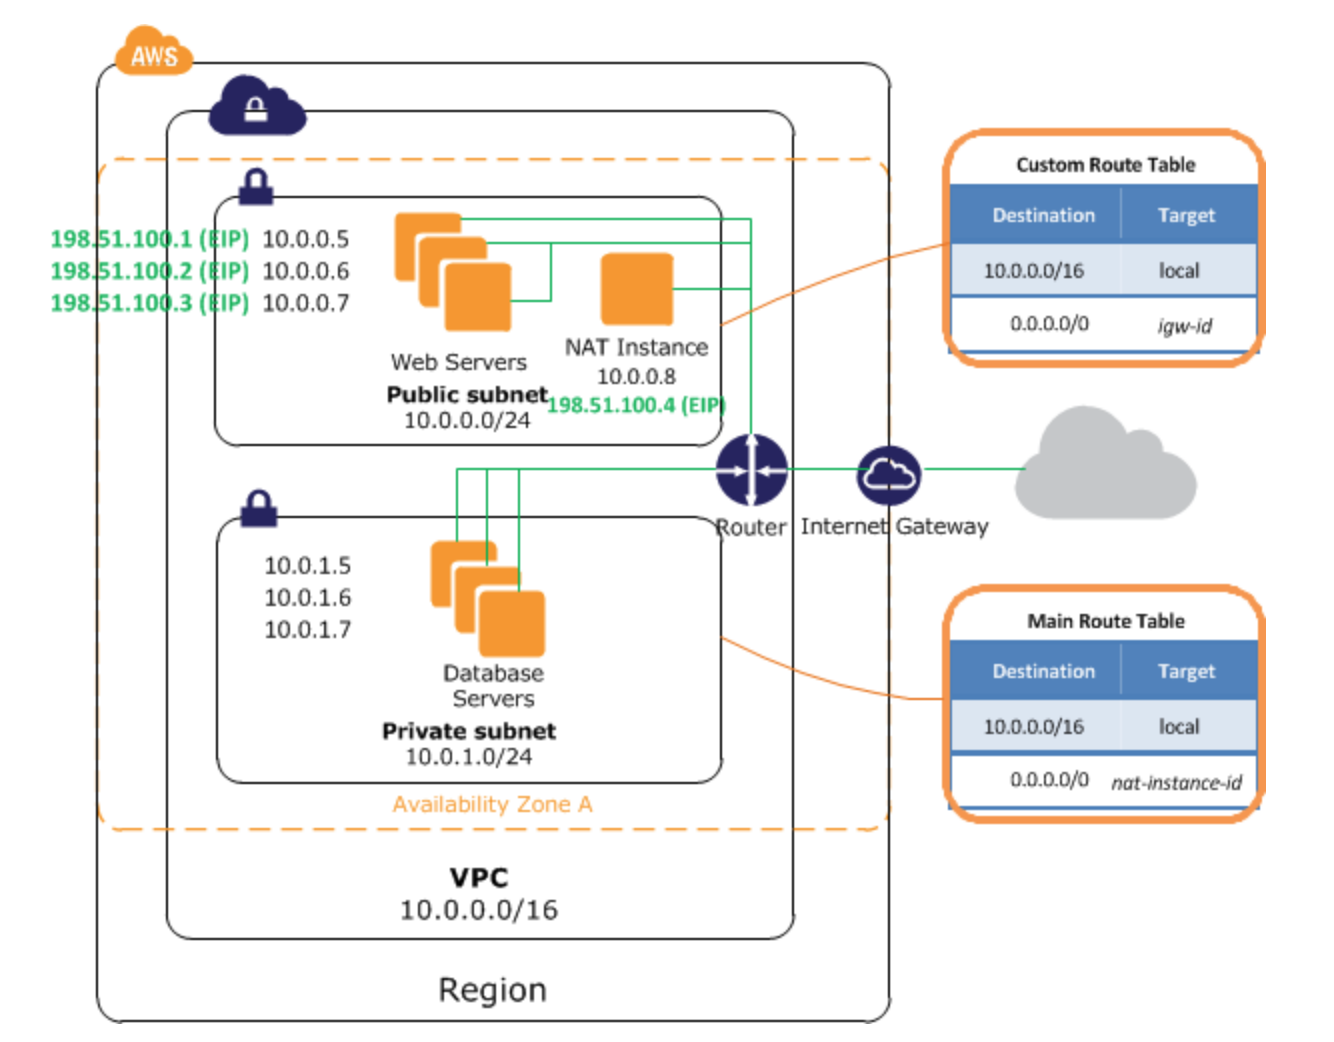 AWS
198.51.100.1 (EIP) 10.0.0.5
198.51.100.2 (EIP) 10.0.0.6
198.51.100.3 (EIP) 10.0.0.7
Web Servers
Public subnet
10.0.0.0/24
NAT Instance
10.0.0.8
198.51.100.4 (EIP)
Custom Route Table
Destination Target
10.0.0.0/16 local
0.0.0.0/0 igw-id
Router
Internet Gateway
10.0.1.5
10.0.1.6
10.0.1.7
Database
Servers
Private subnet
10.0.1.0/24
Main Route Table
Destination Target
10.0.0.0/16 local
0.0.0.0/0 nat-instance-id
Availability Zone A
VPC
10.0.0.0/16
Region